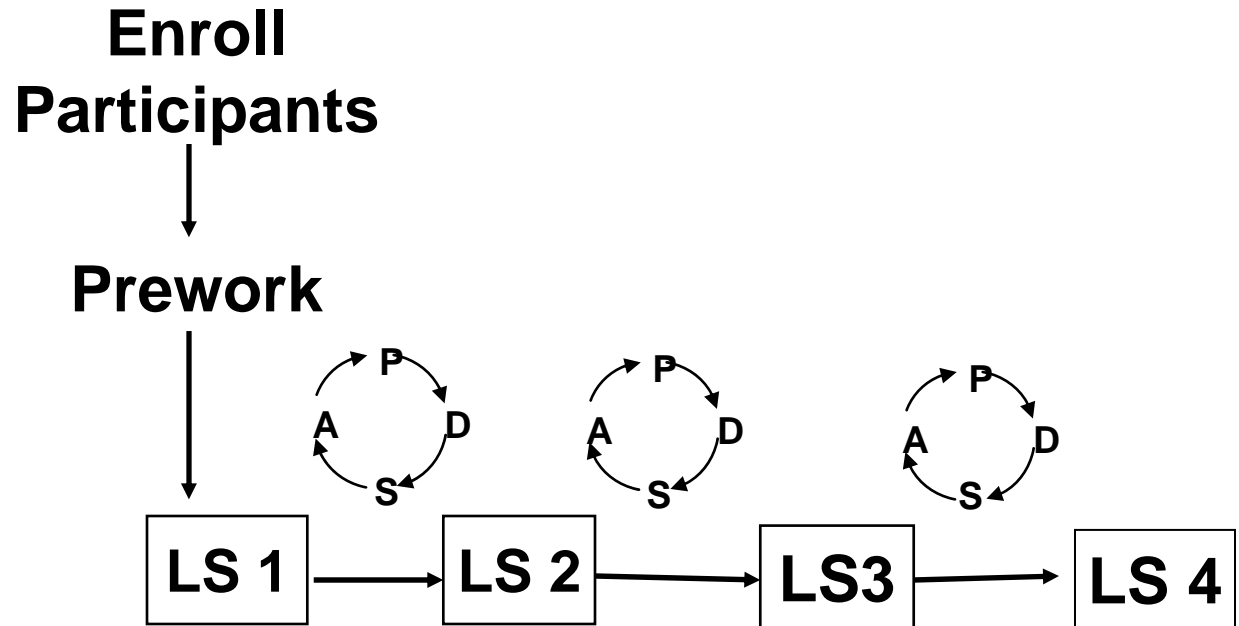 Enroll
Participants
Prework
P
A
D
S
P
A
D
S
P
A
D
S
LS 1
LS 2
LS3
LS 4